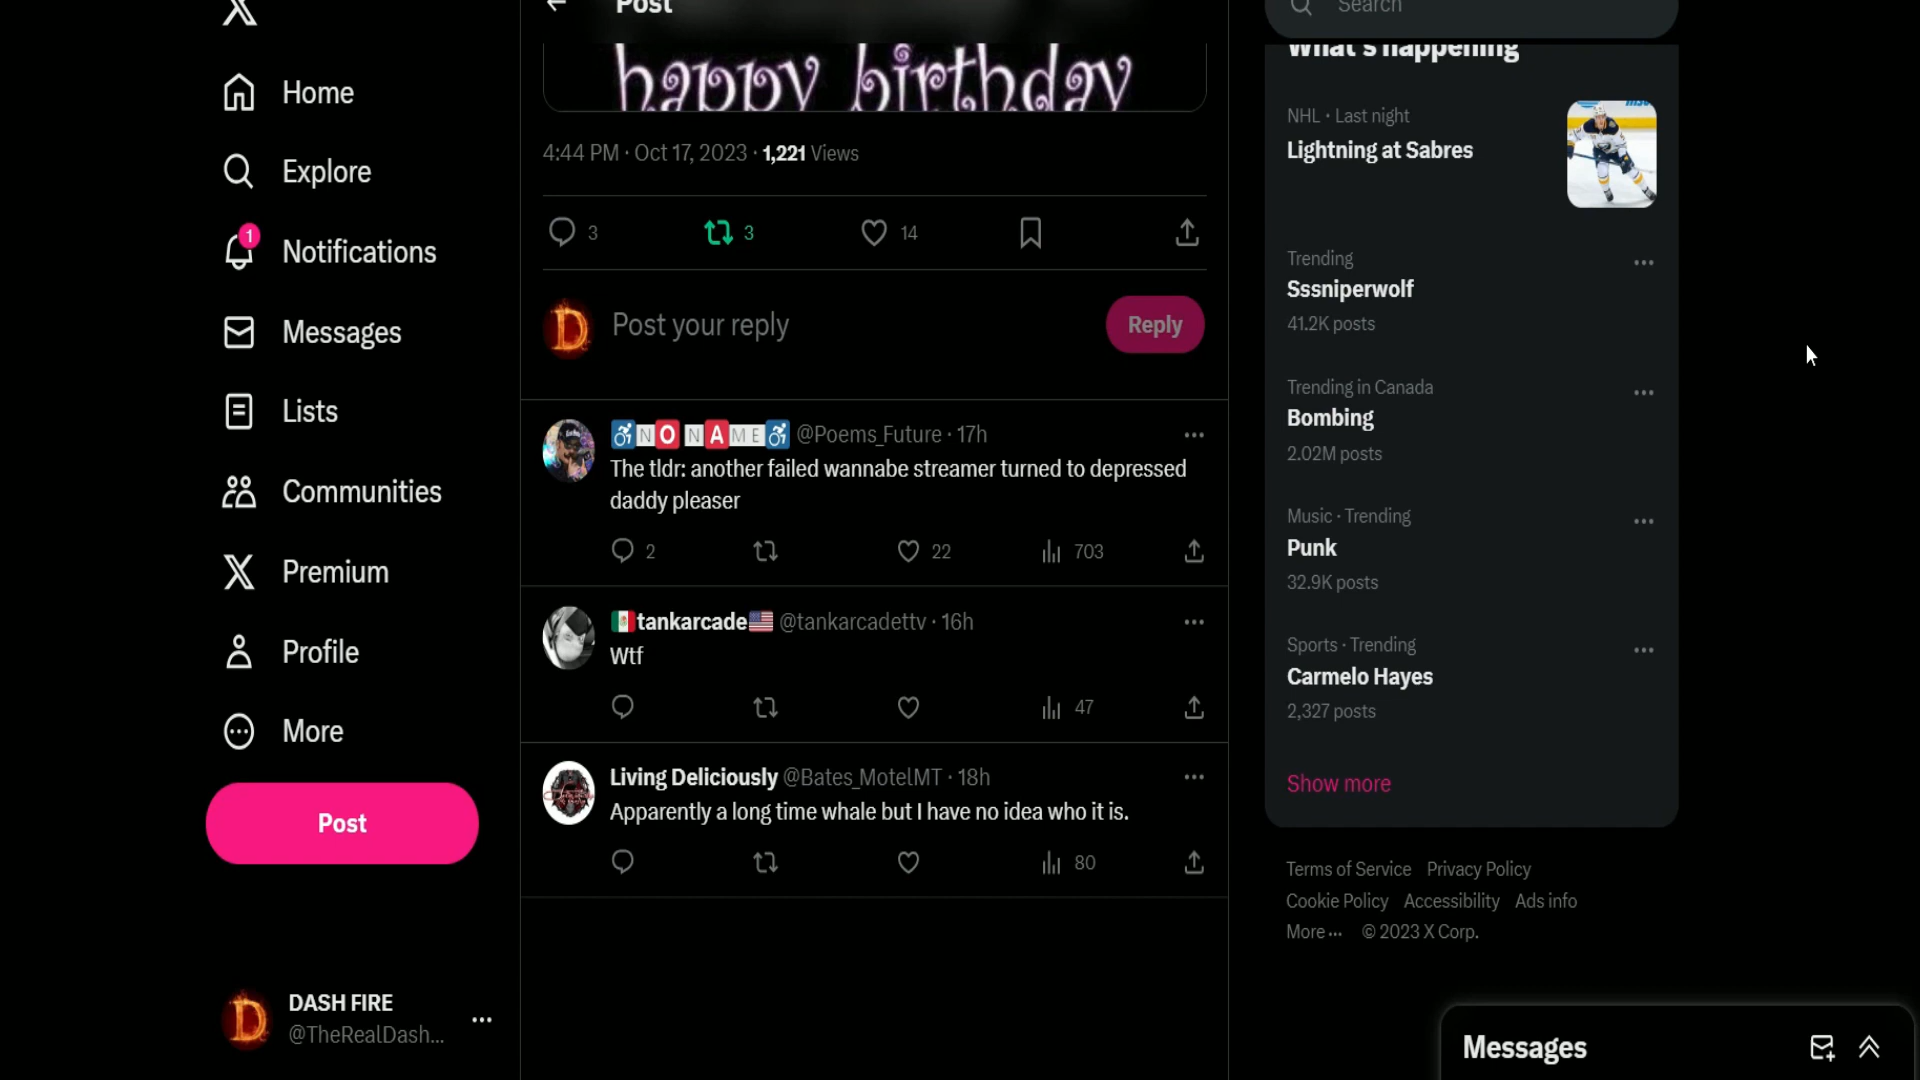 Home
Explore
1
Notifications
Messages
Lists
Communities
Premium
Profile
More
Post
DASH FIRE
@TheRealDash...
Post
happy birthday
4:44 PM · Oct 17, 2023 · 1,221 Views
3 3 14
Post your reply
Reply
NO NAME @Poems_Future · 17h
The tldr: another failed wannabe streamer turned to depressed
daddy pleaser
2 22 703
tankarcade @tankarcadettv · 16h
Wtf
47
Living Deliciously @Bates_MotelMT · 18h
Apparently a long time whale but I have no idea who it is.
80
Search
What's happening
NHL · Last night
Lightning at Sabres
Trending
Sssniperwolf
41.2K posts
Trending in Canada
Bombing
2.02M posts
Music · Trending
Punk
32.9K posts
Sports · Trending
Carmelo Hayes
2,327 posts
Show more
Terms of Service Privacy Policy
Cookie Policy Accessibility Ads info
More ··· © 2023 X Corp.
Messages